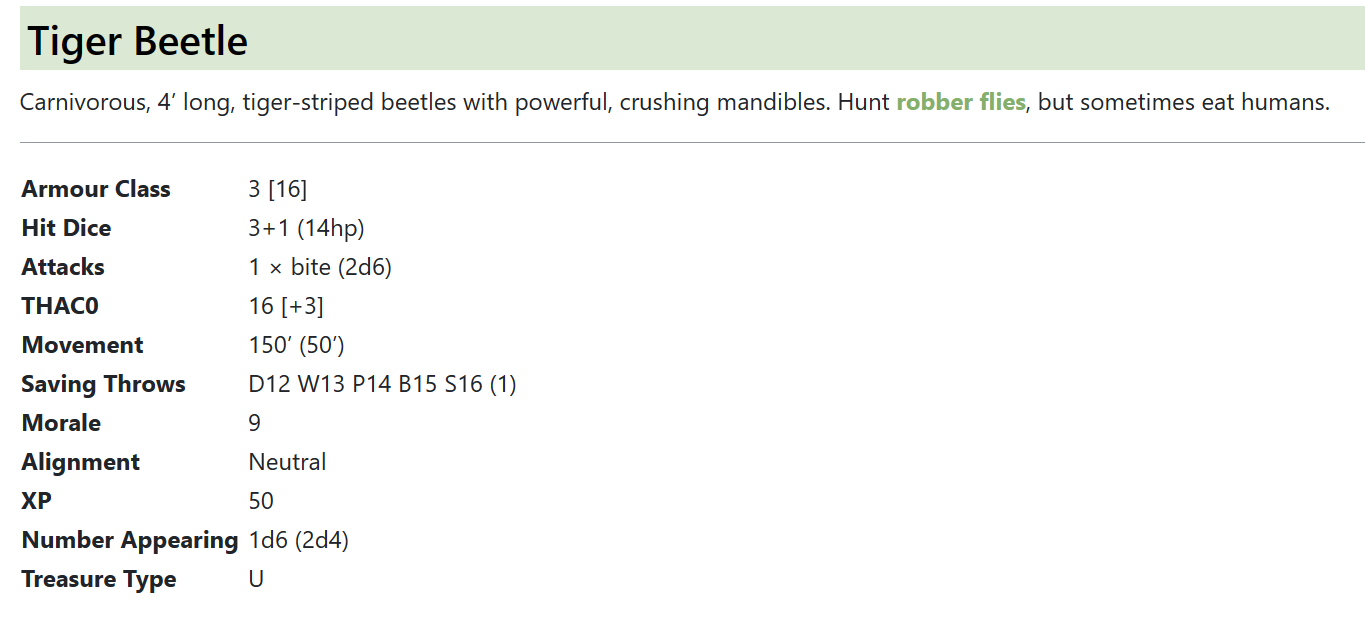 Tiger Beetle
Carnivorous, 4′ long, tiger-striped beetles with powerful, crushing mandibles. Hunt robber flies, but sometimes eat humans.
Armour Class 3 [16]
Hit Dice 3+1 (14hp)
Attacks 1 × bite (2d6)
THAC0 16 [+3]
Movement 150′ (50′)
Saving Throws D12 W13 P14 B15 S16 (1)
Morale 9
Alignment Neutral
XP 50
Number Appearing 1d6 (2d4)
Treasure Type U